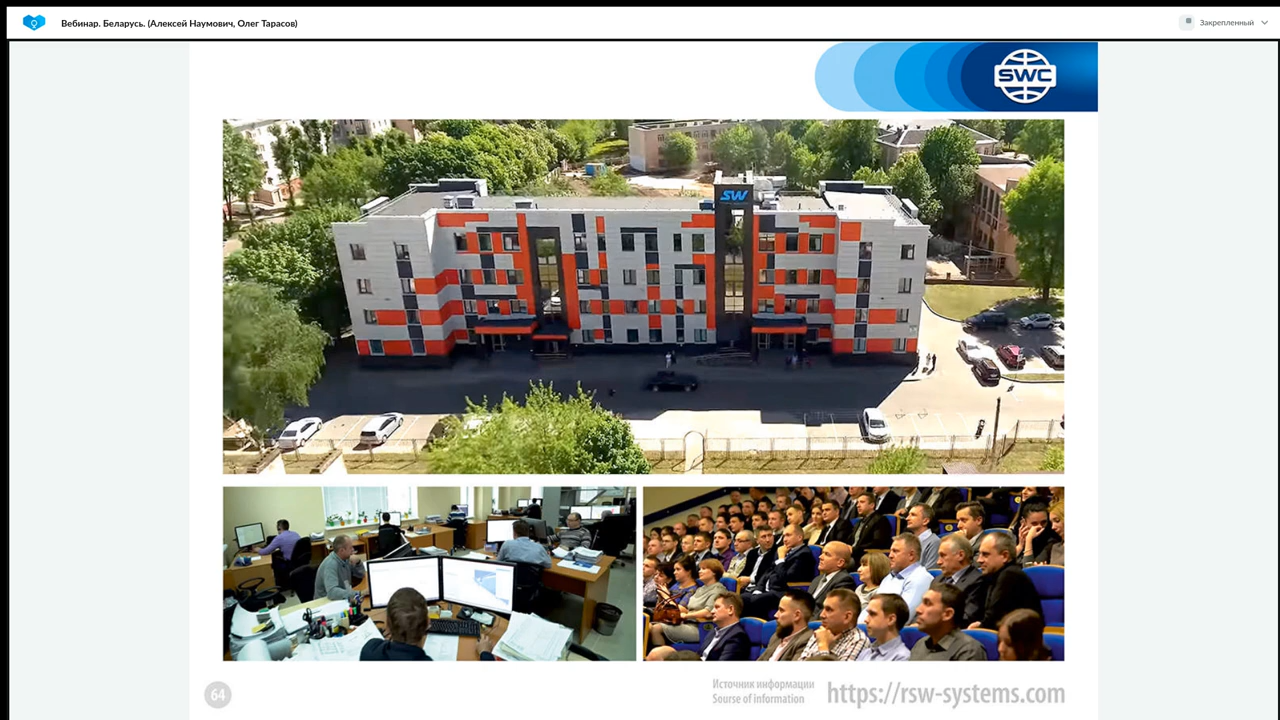 Вебинар. Беларусь. (Алексей Наумович, Олег Тарасов)
Закрепленный
SWC
SW
64
Источник информации
Sourse of information
https://rsw-systems.com